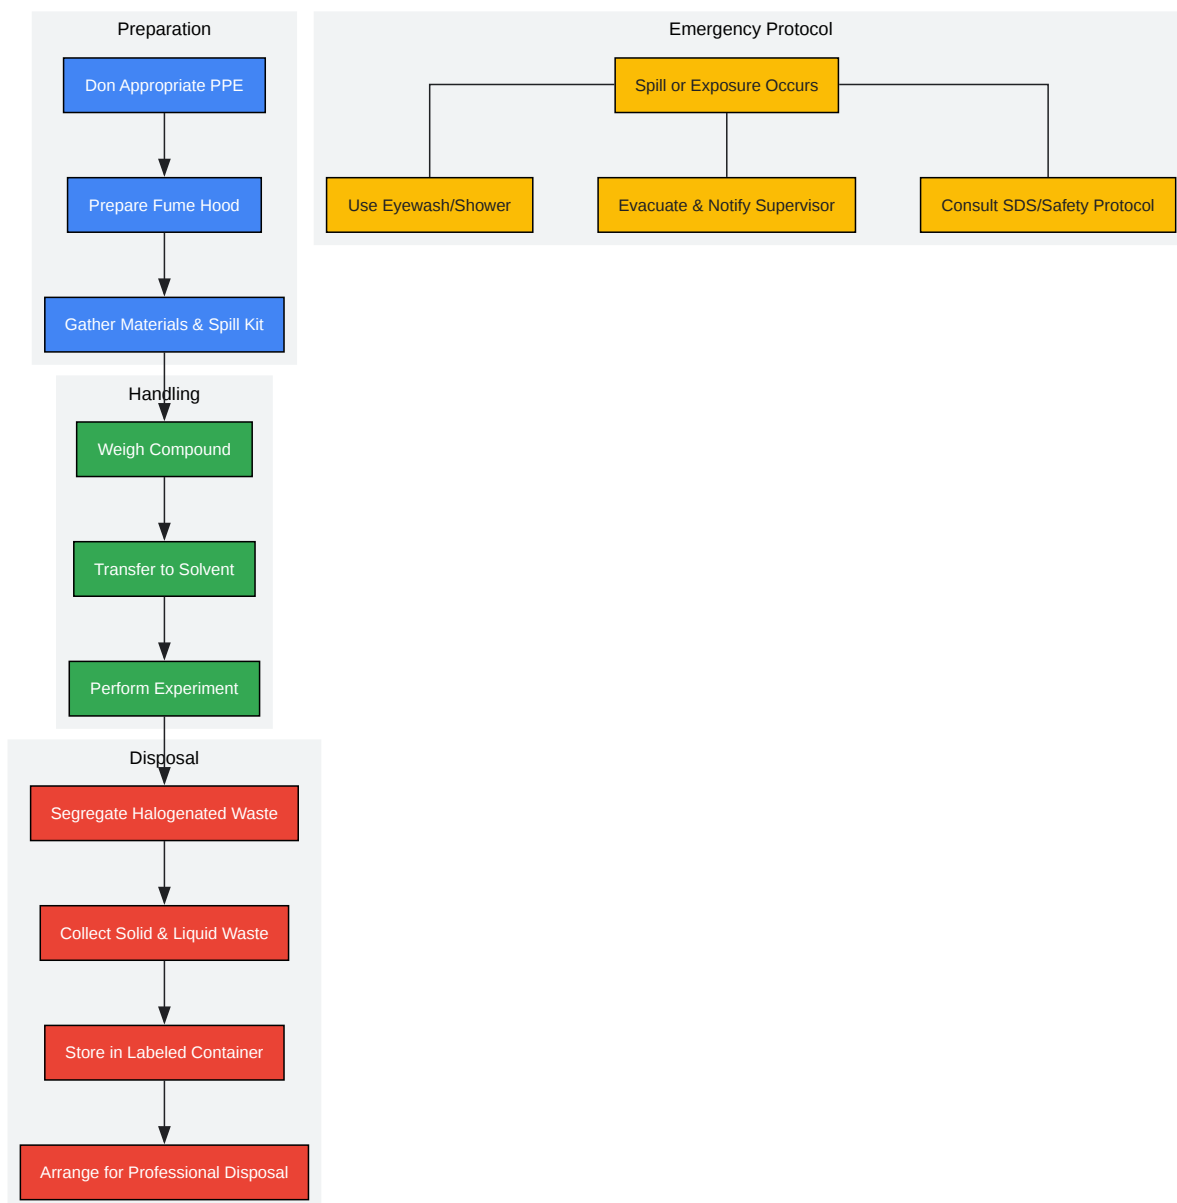 Preparation
Don Appropriate PPE
Prepare Fume Hood
Gather Materials & Spill Kit
Handling
Weigh Compound
Transfer to Solvent
Perform Experiment
Disposal
Segregate Halogenated Waste
Collect Solid & Liquid Waste
Store in Labeled Container
Arrange for Professional Disposal
Emergency Protocol
Spill or Exposure Occurs
Use Eyewash/Shower
Evacuate & Notify Supervisor
Consult SDS/Safety Protocol